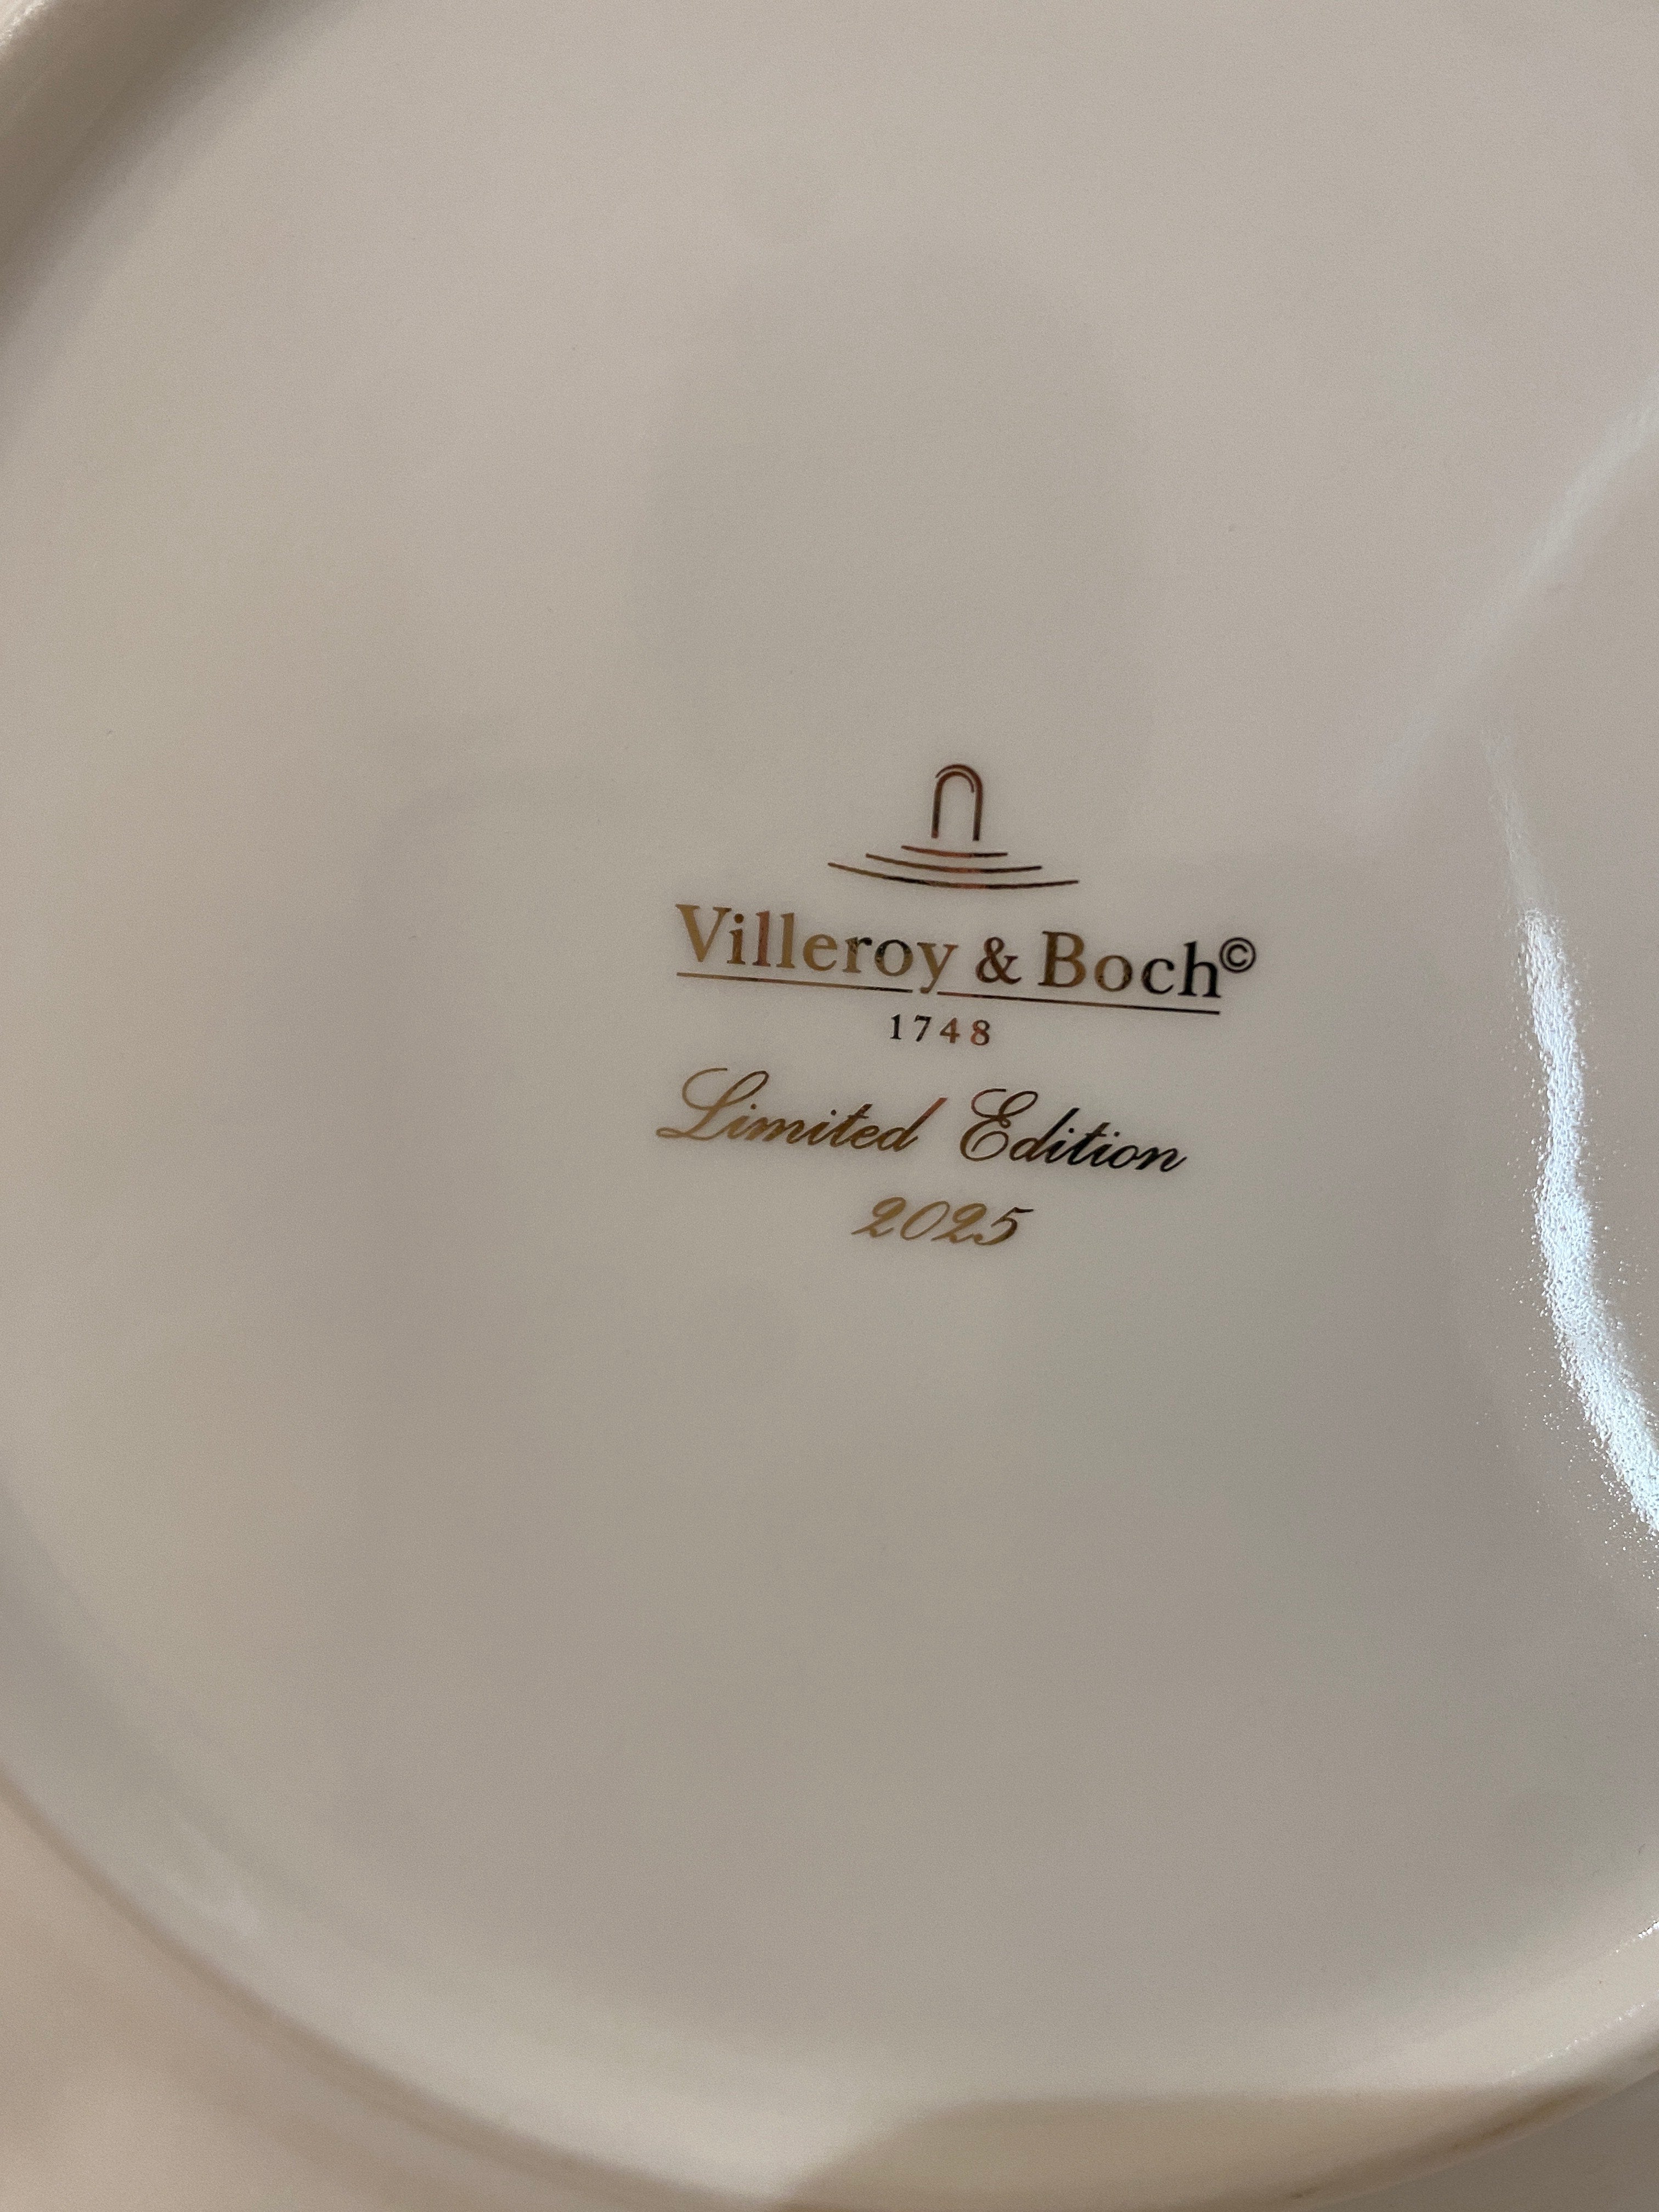 Villeroy & Boch©
1748
Limited Edition
2025